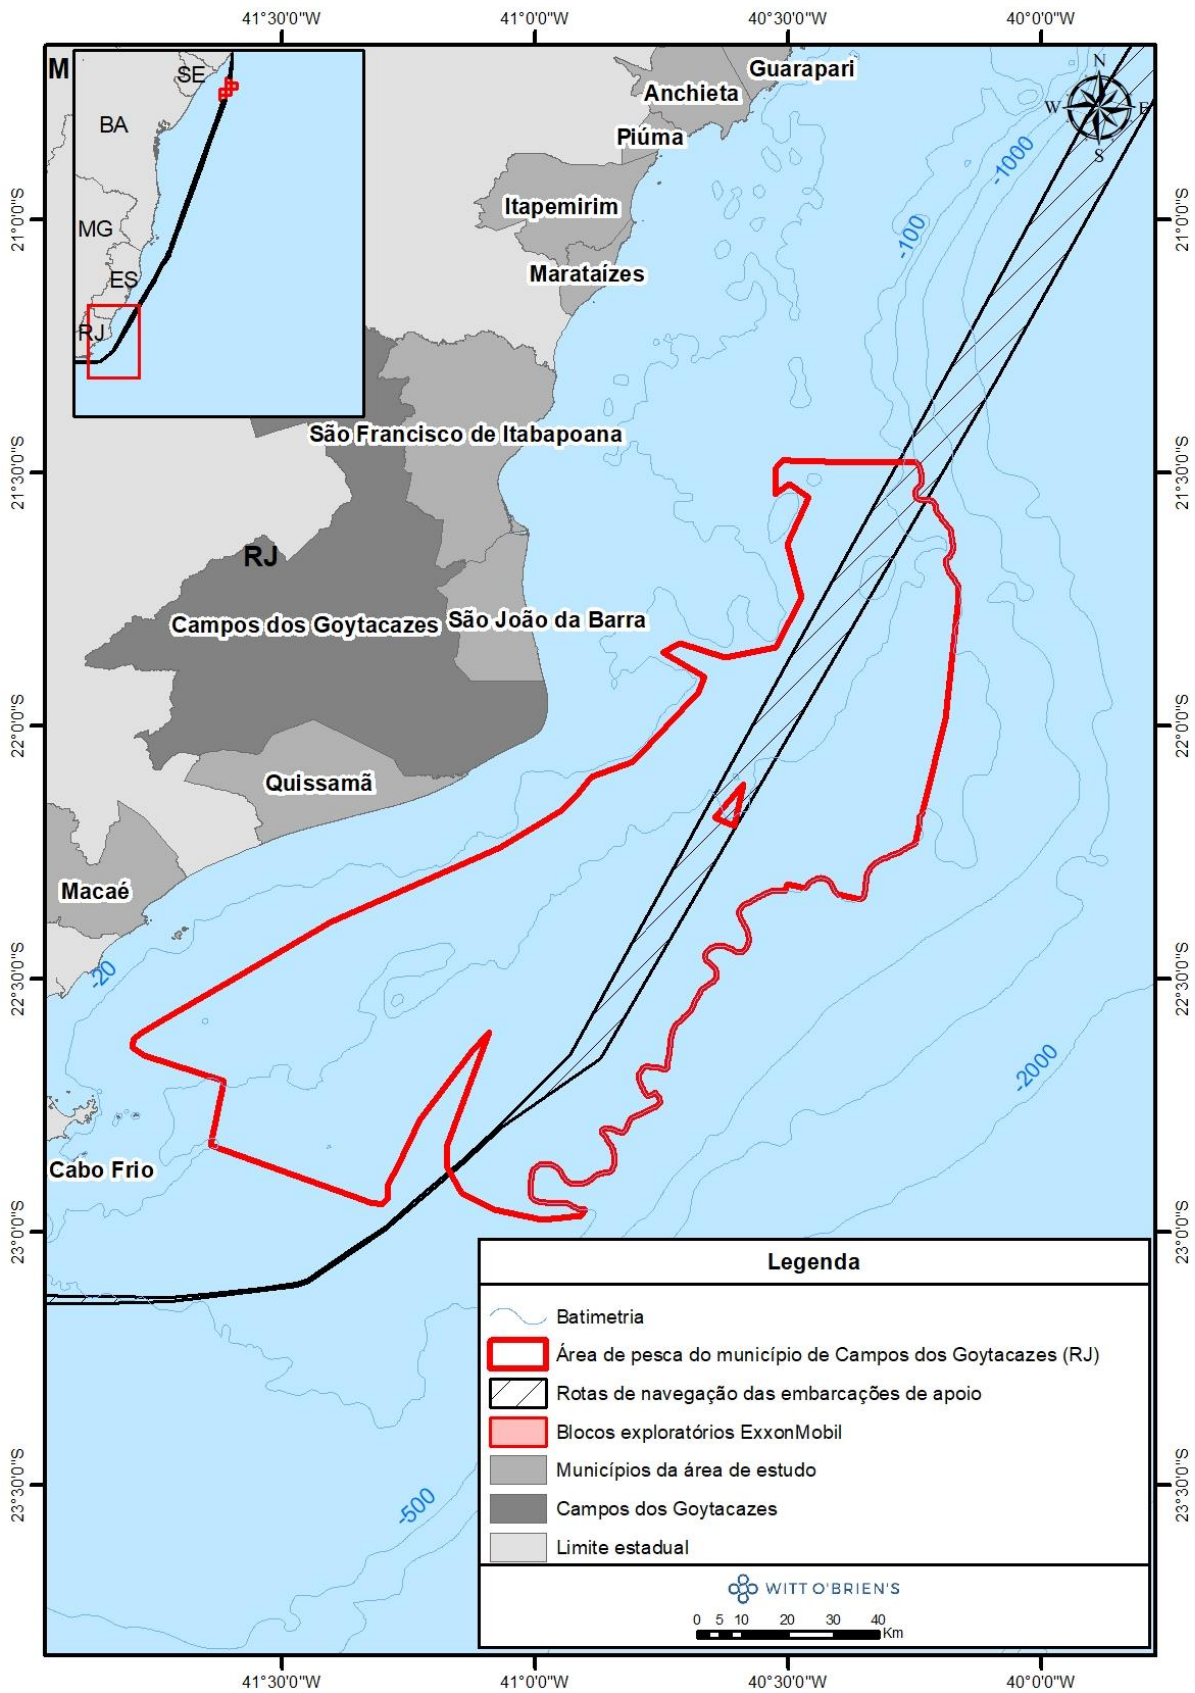 41°30'0"W
41°0'0"W
40°30'0"W
40°0'0"W
M
SE
BA
MG
ES
RJ
Guarapari
Anchieta
Piúma
Itapemirim
Marataízes
N
W
E
S
-1000
-100
21°0'0"S
21°0'0"S
São Francisco de Itabapoana
21°30'0"S
21°30'0"S
RJ
Campos dos Goytacazes
São João da Barra
22°0'0"S
22°0'0"S
Quissamã
Macaé
-20
22°30'0"S
22°30'0"S
-2000
Cabo Frio
23°0'0"S
23°0'0"S
-500
23°30'0"S
23°30'0"S
Legenda
Batimetria
Área de pesca do município de Campos dos Goytacazes (RJ)
Rotas de navegação das embarcações de apoio
Blocos exploratórios ExxonMobil
Municípios da área de estudo
Campos dos Goytacazes
Limite estadual
WITT O'BRIEN'S
0 5 10 20 30 40
Km
41°30'0"W
41°0'0"W
40°30'0"W
40°0'0"W